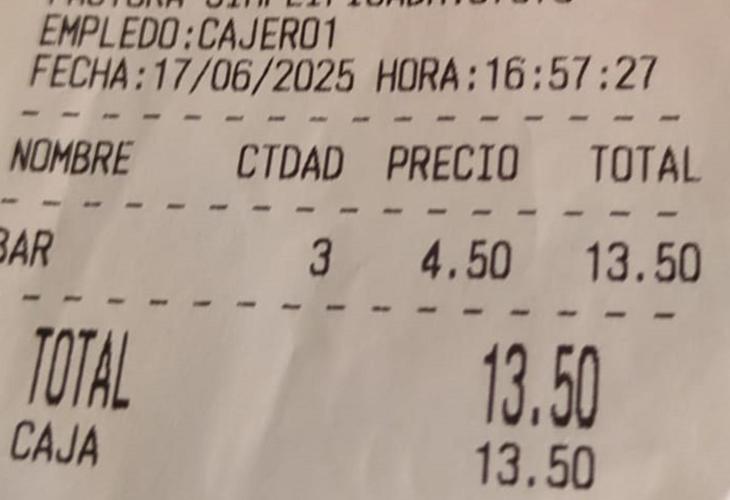 EMPLEDO:CAJERO1
FECHA:17/06/2025 HORA:16:57:27
NOMBRE CTDAD PRECIO TOTAL
BAR 3 4.50 13.50
TOTAL 13.50
CAJA 13.50